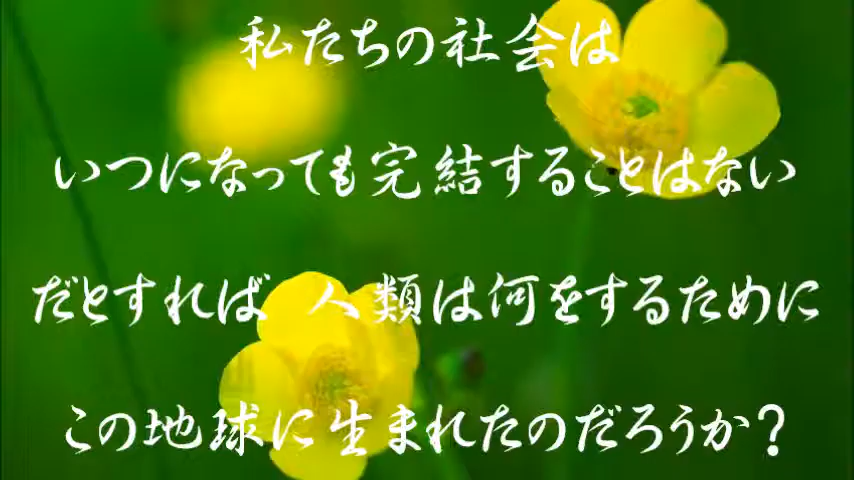 私たちの社会は
いつになっても完結することはない
だとすれば 人類は何をするために
この地球に生まれたのだろうか?